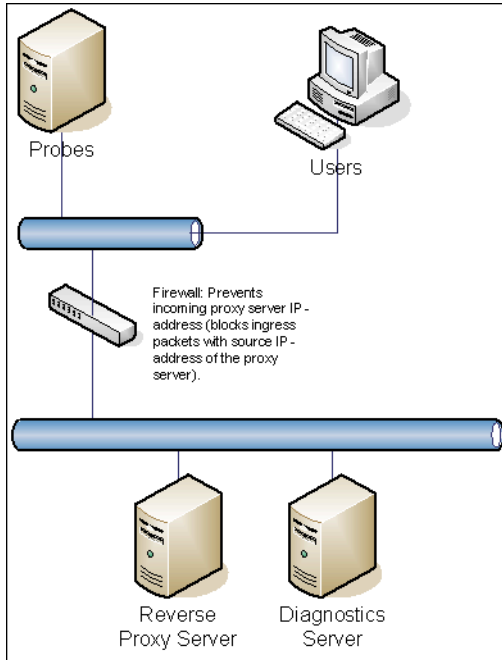 Probes
Users
Firewall: Prevents
incoming proxy server IP -
address (blocks ingress
packets with source IP -
address of the proxy
server).
Reverse
Proxy Server
Diagnostics
Server